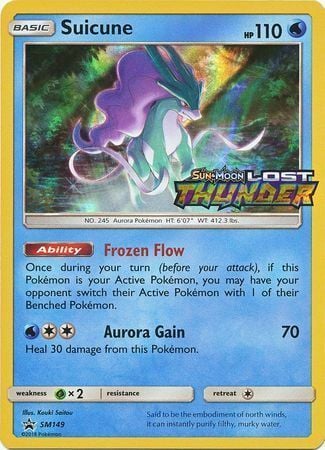 BASIC Suicune HP110
SUN & MOON LOST
THUNDER
NO. 245 Aurora Pokémon HT: 6'07" WT: 412.3 lbs.
Ability Frozen Flow
Once during your turn (before your attack), if this
Pokémon is your Active Pokémon, you may have your
opponent switch their Active Pokémon with 1 of their
Benched Pokémon.
Aurora Gain 70
Heal 30 damage from this Pokémon.
weakness ×2 resistance retreat
Illus. Kouki Saitou
SM149
©2018 Pokémon
Said to be the embodiment of north winds,
it can instantly purify filthy, murky water.